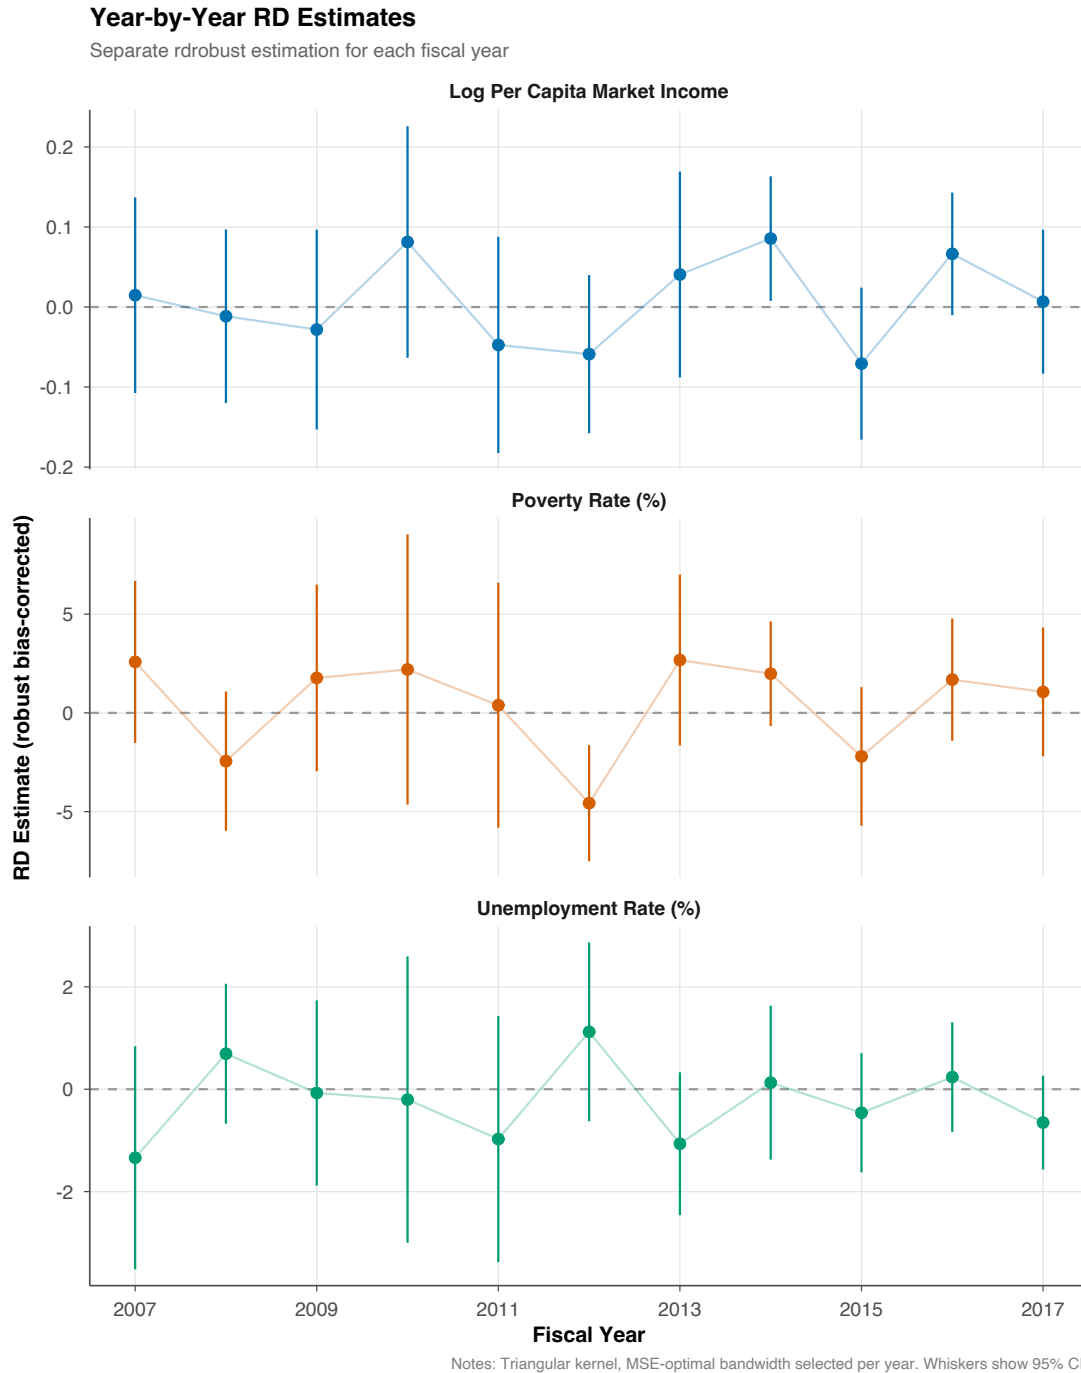 Year-by-Year RD Estimates
Separate rdrobust estimation for each fiscal year
Log Per Capita Market Income
0.2
0.1
0.0
-0.1
-0.2
Poverty Rate (%)
5
0
-5
RD Estimate (robust bias-corrected)
Unemployment Rate (%)
2
0
-2
2007 2009 2011 2013 2015 2017
Fiscal Year
Notes: Triangular kernel, MSE-optimal bandwidth selected per year. Whiskers show 95% C